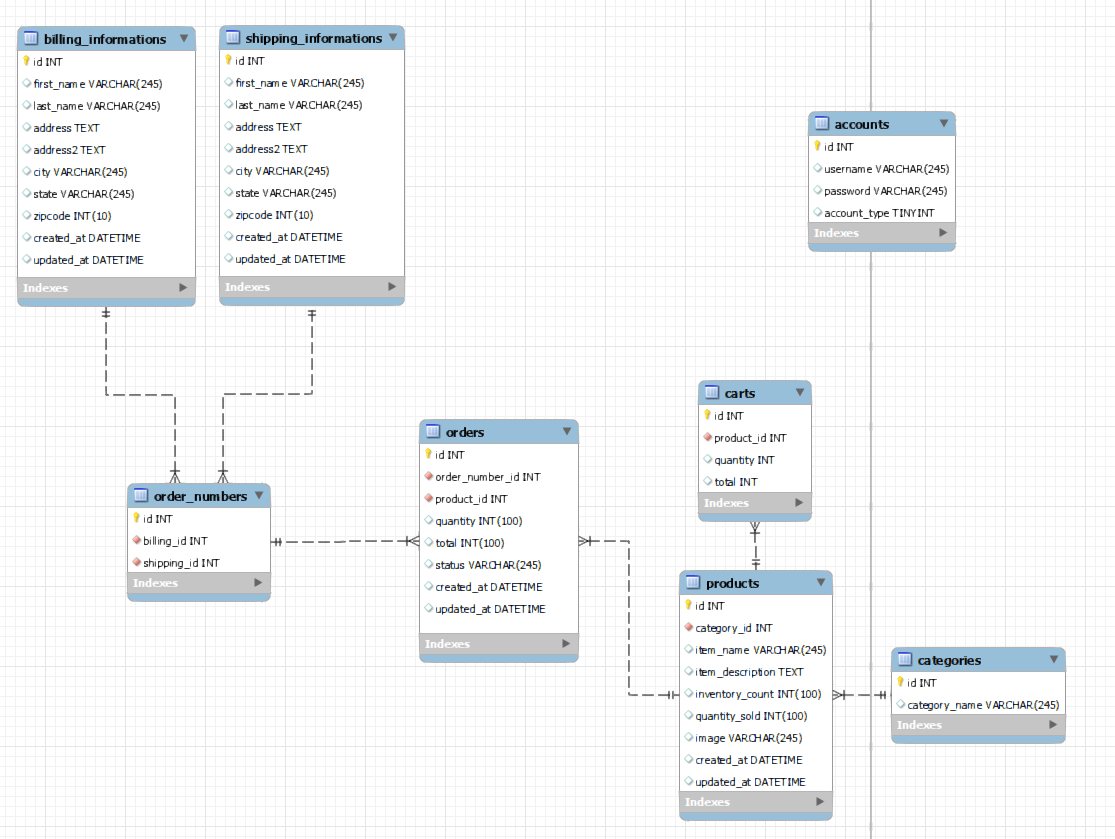 billing_informations
id INT
first_name VARCHAR(245)
last_name VARCHAR(245)
address TEXT
address2 TEXT
city VARCHAR(245)
state VARCHAR(245)
zipcode INT(10)
created_at DATETIME
updated_at DATETIME
Indexes
shipping_informations
id INT
first_name VARCHAR(245)
last_name VARCHAR(245)
address TEXT
address2 TEXT
city VARCHAR(245)
state VARCHAR(245)
zipcode INT(10)
created_at DATETIME
updated_at DATETIME
Indexes
accounts
id INT
username VARCHAR(245)
password VARCHAR(245)
account_type TINYINT
Indexes
carts
id INT
product_id INT
quantity INT
total INT
Indexes
orders
id INT
order_number_id INT
product_id INT
quantity INT(100)
total INT(100)
status VARCHAR(245)
created_at DATETIME
updated_at DATETIME
Indexes
order_numbers
id INT
billing_id INT
shipping_id INT
Indexes
products
id INT
category_id INT
item_name VARCHAR(245)
item_description TEXT
inventory_count INT(100)
quantity_sold INT(100)
image VARCHAR(245)
created_at DATETIME
updated_at DATETIME
Indexes
categories
id INT
category_name VARCHAR(245)
Indexes